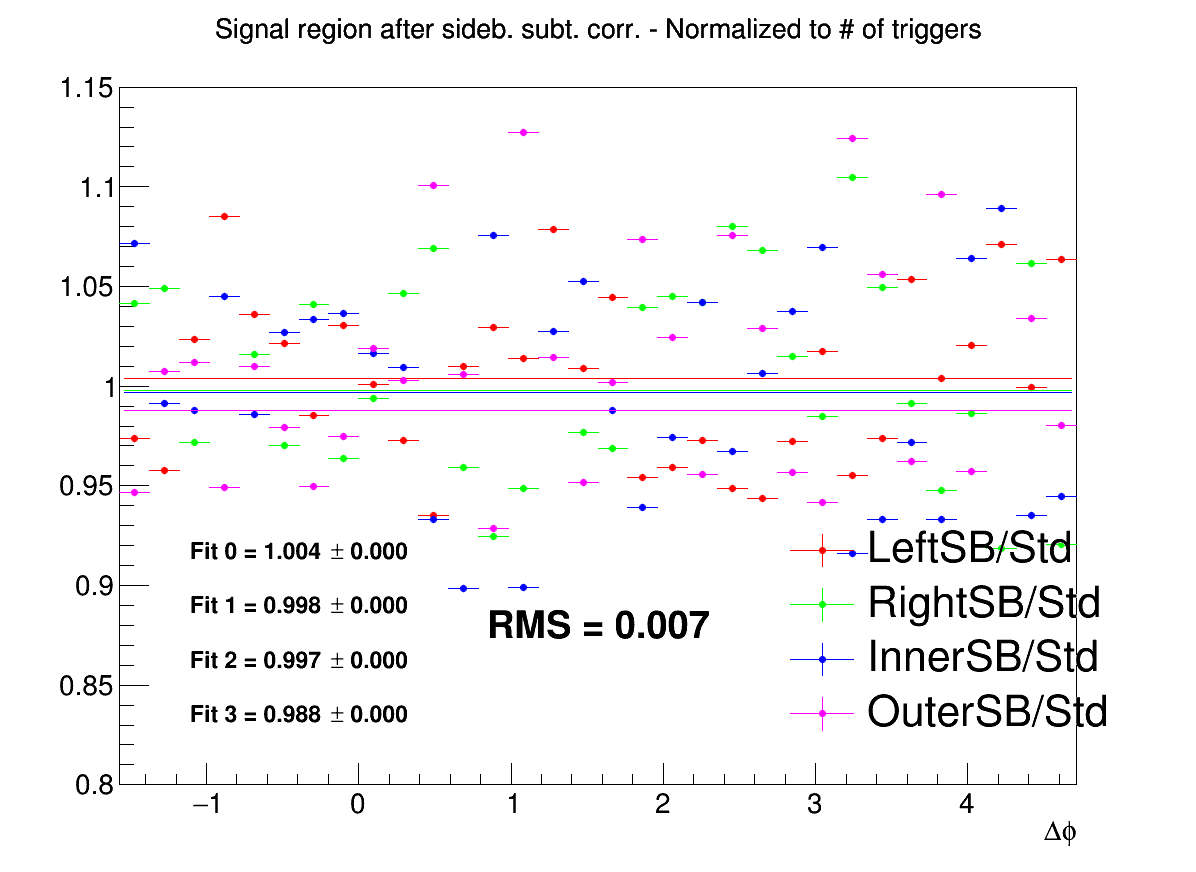 Signal region after sideb. subt. corr. - Normalized to # of triggers
1.15
1.1
1.05
1
0.95
0.9
0.85
0.8
Fit 0 = 1.004 ± 0.000
Fit 1 = 0.998 ± 0.000
Fit 2 = 0.997 ± 0.000
Fit 3 = 0.988 ± 0.000
RMS = 0.007
LeftSB/Std
RightSB/Std
InnerSB/Std
OuterSB/Std
−1 0 1 2 3 4
Δϕ